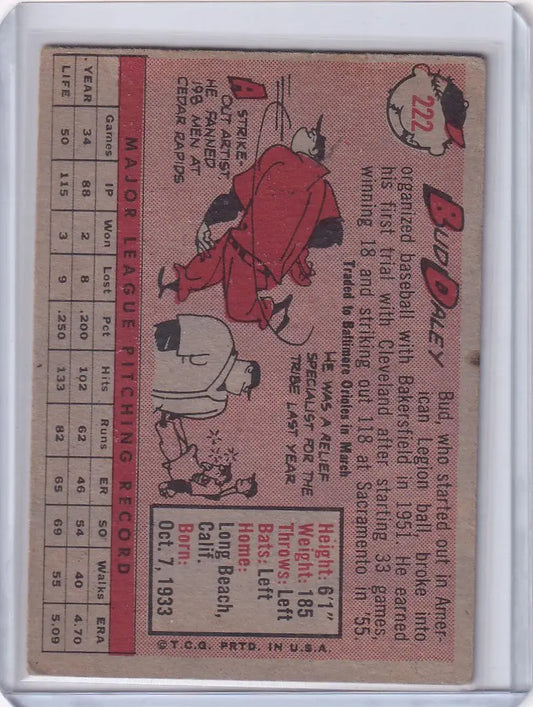 222
BUD DALEY
Bud, who started out in Amer-
ican Legion ball, broke into
organized baseball with Bakersfield in 1951. He earned
his first trial with Cleveland after starting 33 games,
winning 18 and striking out 118 at Sacramento in '55
Traded to Baltimore Orioles in March
A STRIKE-
OUT ARTIST
HE FANNED
198 MEN AT
CEDAR RAPIDS
HE WAS A RELIEF
SPECIALIST FOR THE
TRIBE LAST YEAR
Height: 6'1"
Weight: 185
Throws: Left
Bats: Left
Home:
Long Beach,
Calif.
Born:
Oct. 7, 1933
MAJOR LEAGUE PITCHING RECORD
Games IP Won Lost Pct Hits Runs ER SO Walks ERA
YEAR 34 88 2 8 .200 102 62 46 54 40 4.70
LIFE 50 115 3 9 .250 133 82 65 69 55 5.09
© T.C.G. PRTD. IN U.S.A.